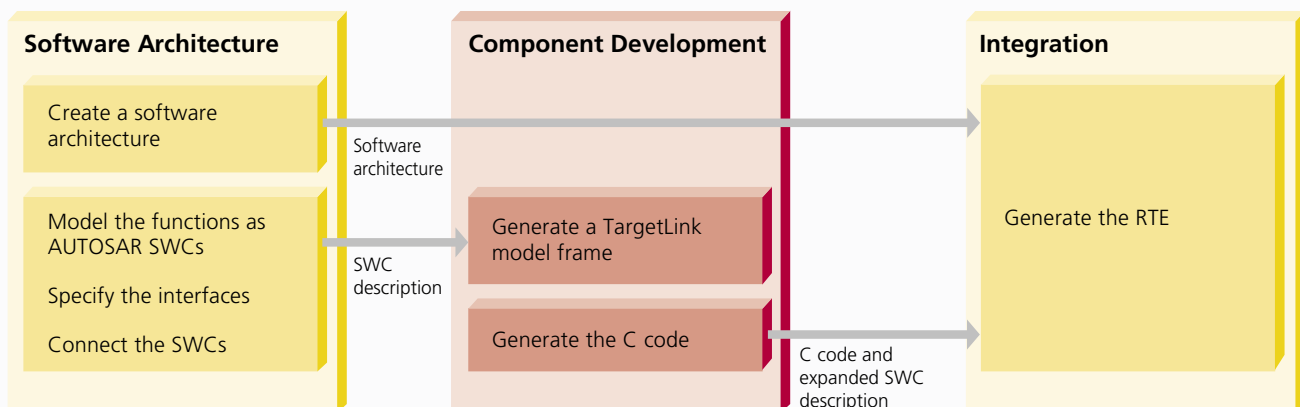 Software Architecture
Create a software
architecture
Model the functions as
AUTOSAR SWCs
Specify the interfaces
Connect the SWCs
Software
architecture
SWC
description
Component Development
Generate a TargetLink
model frame
Generate the C code
C code and
expanded SWC
description
Integration
Generate the RTE